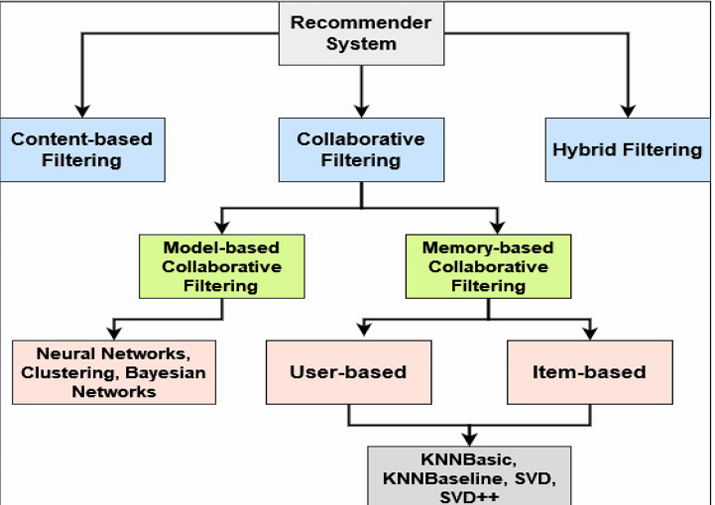 Recommender
System
Content-based
Filtering
Collaborative
Filtering
Hybrid Filtering
Model-based
Collaborative
Filtering
Memory-based
Collaborative
Filtering
Neural Networks,
Clustering, Bayesian
Networks
User-based
Item-based
KNNBasic,
KNNBaseline, SVD,
SVD++